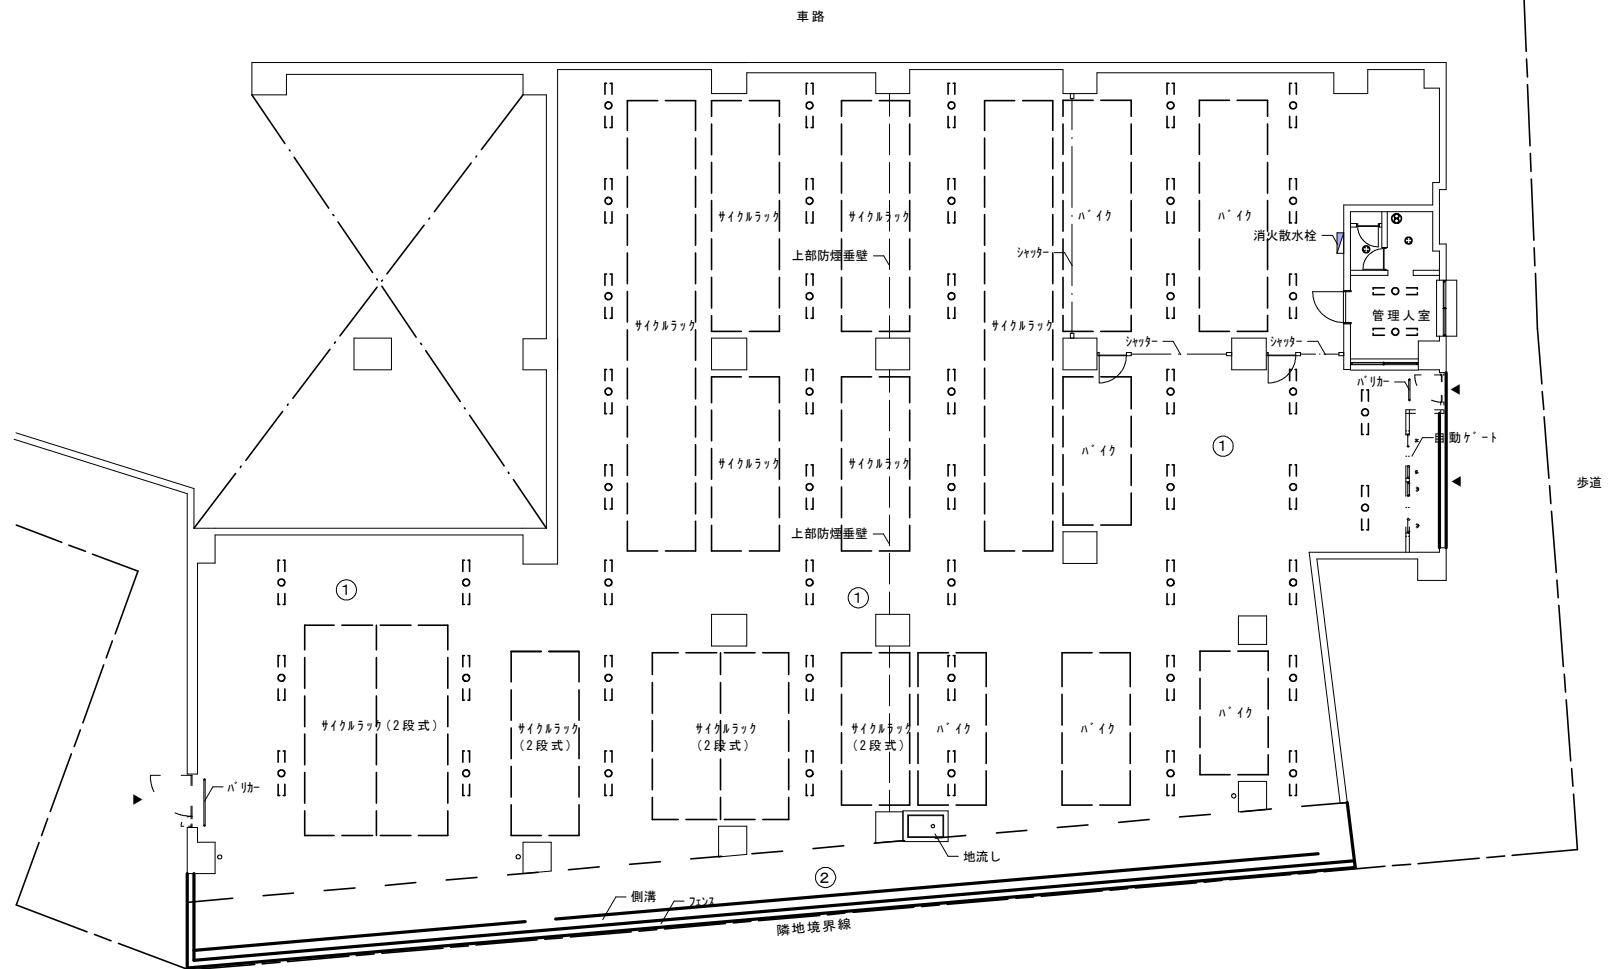 車路
サイクルラック
サイクルラック
バイク
バイク
消火散水栓
上部防煙垂壁
シャッター
サイクルラック
サイクルラック
管理人室
シャッター
シャッター
バリカー
①
自動ゲート
バイク
サイクルラック
サイクルラック
歩道
上部防煙垂壁
①
①
サイクルラック(2段式)
サイクルラック
(2段式)
サイクルラック
(2段式)
サイクルラック
(2段式)
バイク
バイク
バイク
バリカー
地流し
②
側溝
フェンス
隣地境界線